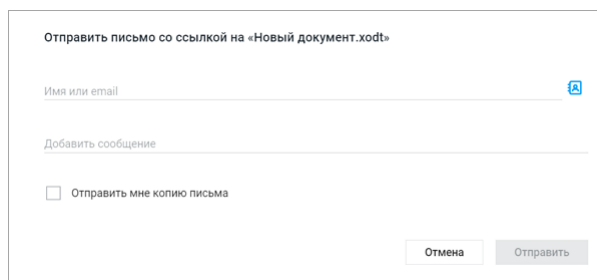 Отправить письмо со ссылкой на «Новый документ.xodt»
Имя или email
Добавить сообщение
Отправить мне копию письма
Отмена Отправить